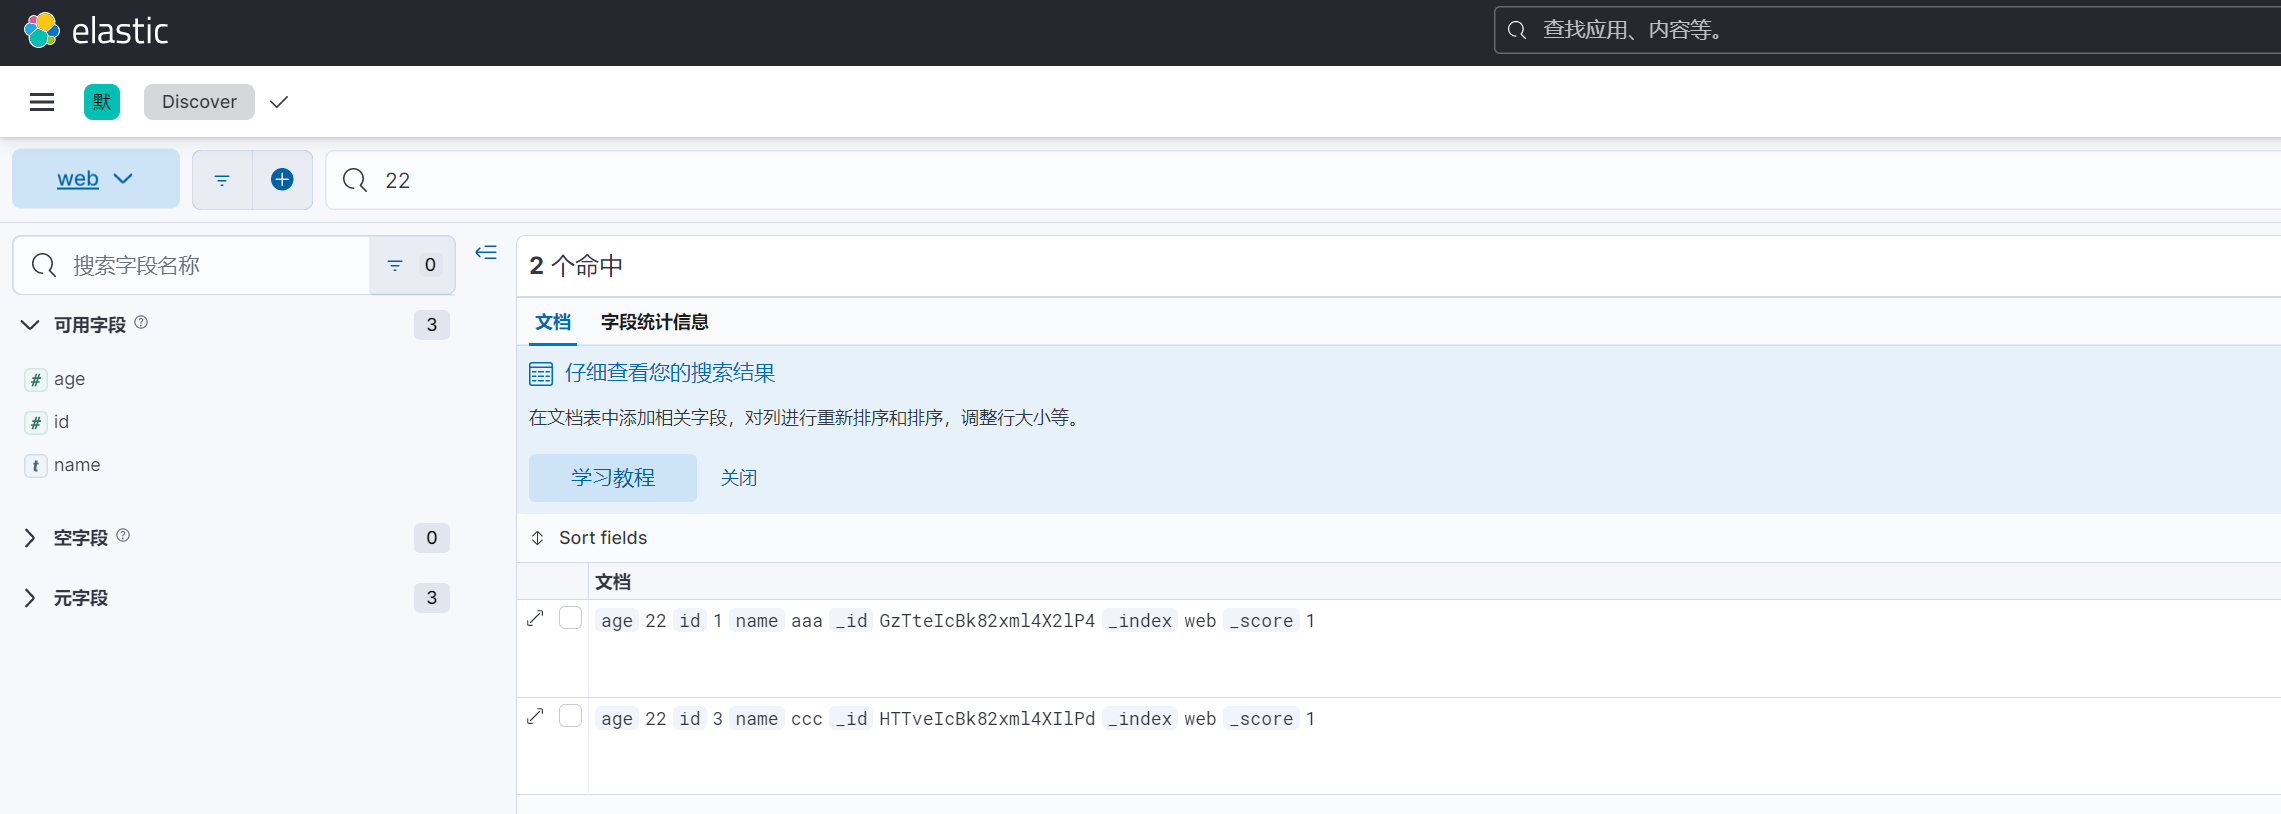 elastic
查找应用、内容等。
默 Discover
web 22
搜索字段名称 0
2 个命中
可用字段 3
文档 字段统计信息
仔细查看您的搜索结果
# age
在文档表中添加相关字段，对列进行重新排序和排序，调整行大小等。
# id
t name
学习教程 关闭
空字段 0
Sort fields
文档
元字段 3
age 22 id 1 name aaa _id GzTteIcBk82xml4X2lP4 _index web _score 1
age 22 id 3 name ccc _id HTTveIcBk82xml4XIlPd _index web _score 1